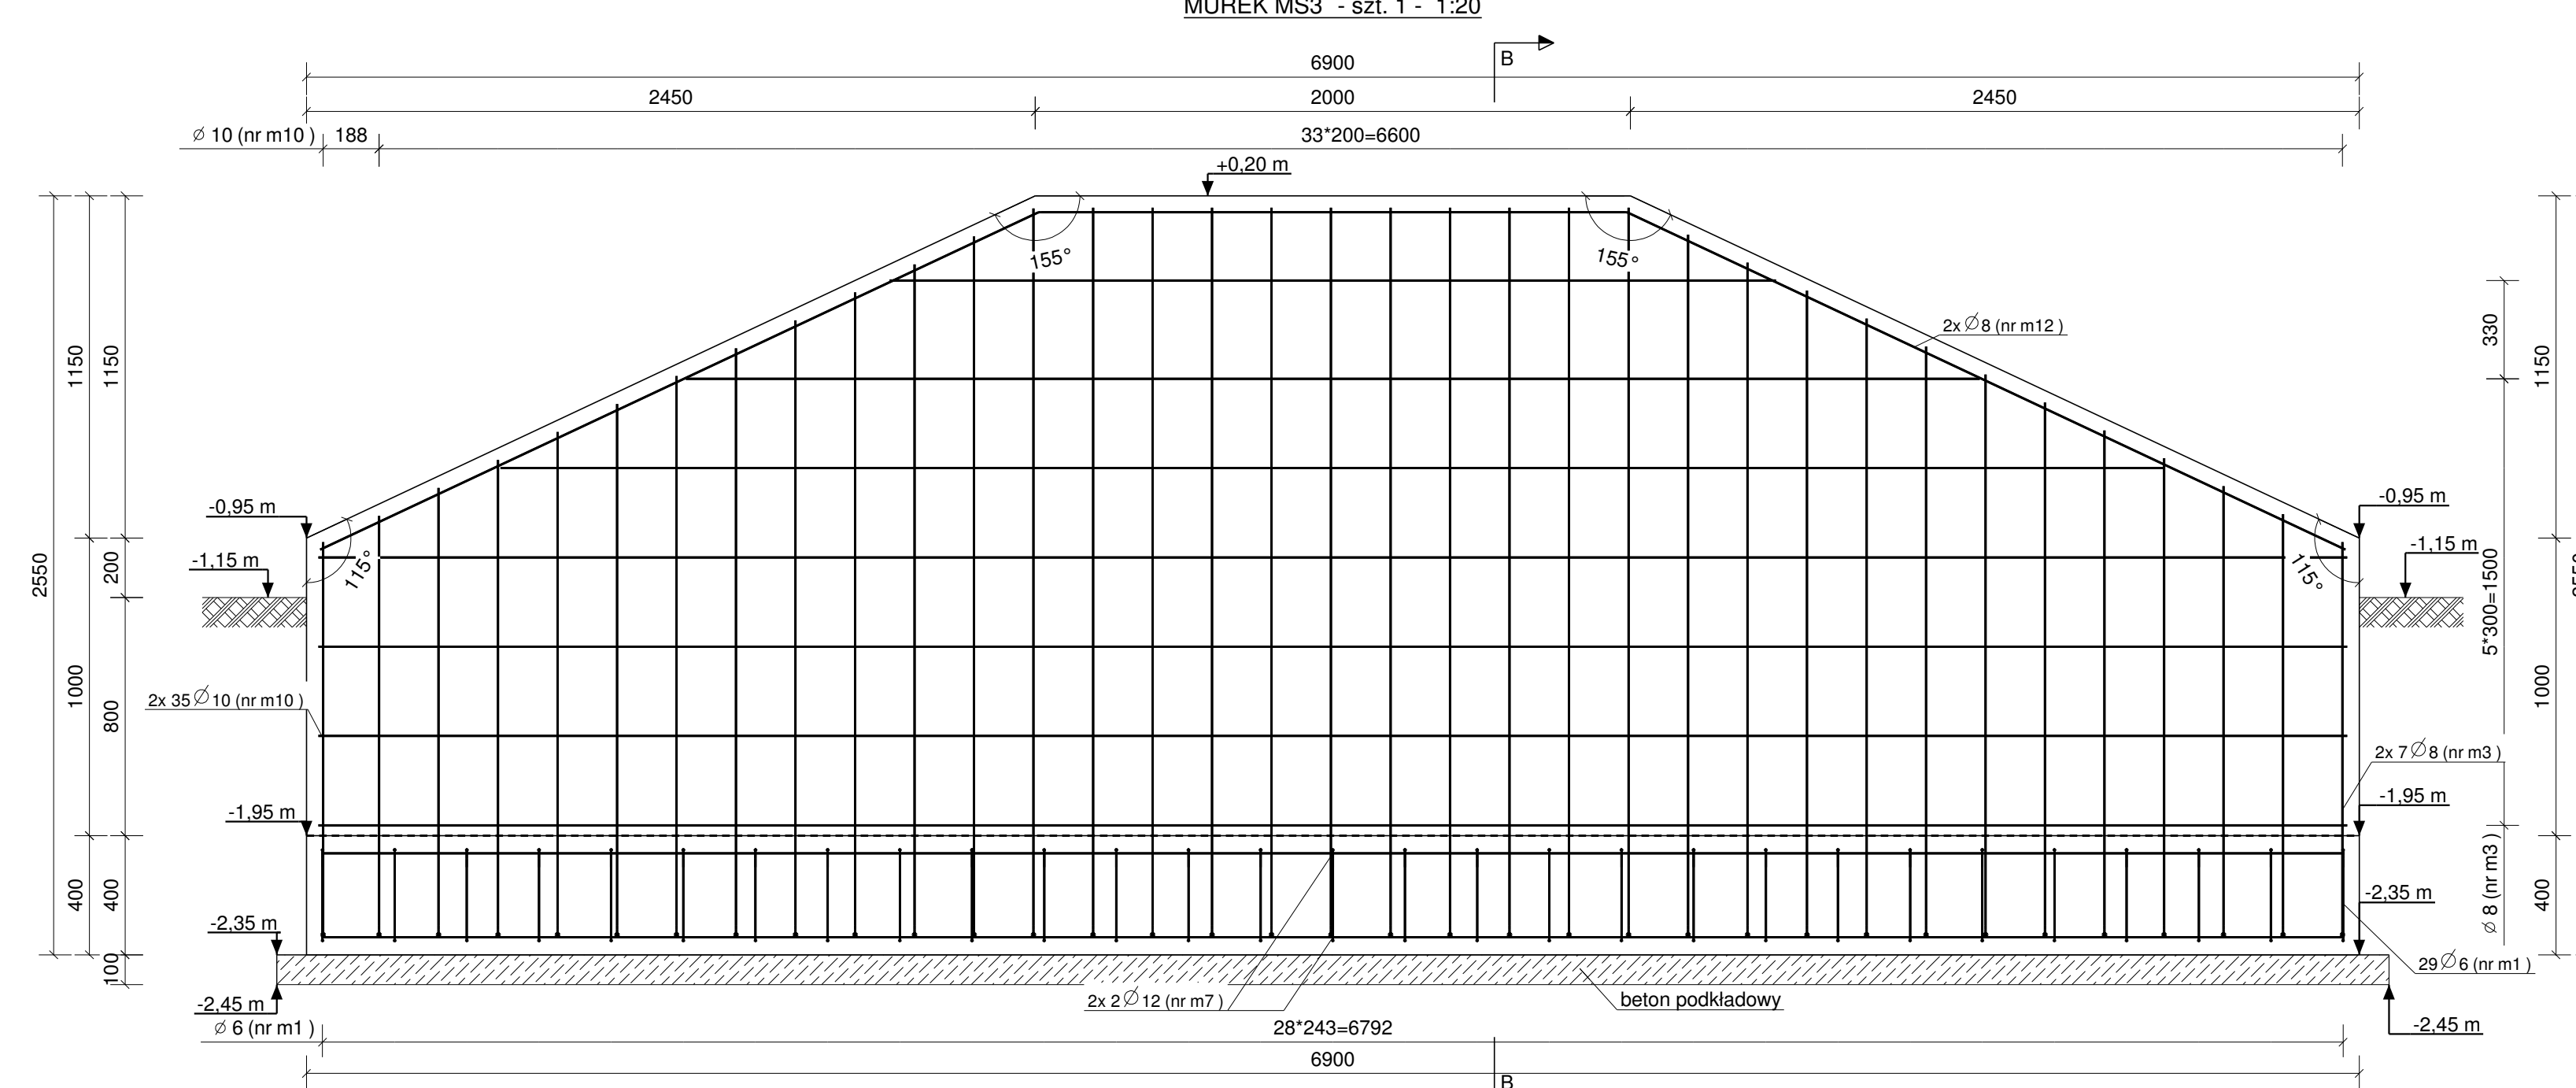 MUREK MS3 - szt. 1 - 1:20
B
6900
2450 2000 2450
Ø 10 (nr m10 ) 188 33*200=6600
+0,20 m
155° 155°
2x Ø 8 (nr m12 )
330
1150 1150 1150
-0,95 m -0,95 m
-1,15 m -1,15 m
115° 115°
2550 200
5*300=1500
1000 800 1000
2x 35 Ø 10 (nr m10 )
2x 7 Ø 8 (nr m3 )
-1,95 m -1,95 m
400 400 400
Ø 8 (nr m3 )
-2,35 m -2,35 m
100
29 Ø 6 (nr m1 )
-2,45 m
2x 2 Ø 12 (nr m7 ) beton podkładowy
-2,45 m
Ø 6 (nr m1 ) 28*243=6792
6900
B